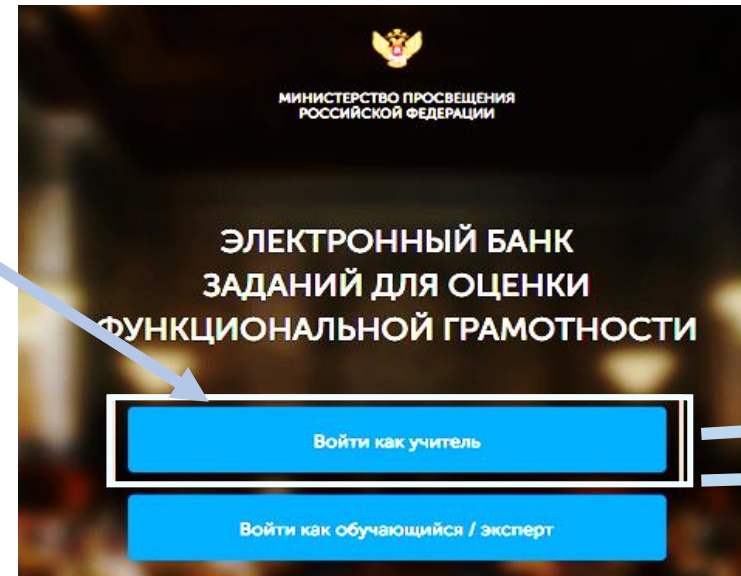 МИНИСТЕРСТВО ПРОСВЕЩЕНИЯ
РОССИЙСКОЙ ФЕДЕРАЦИИ
ЭЛЕКТРОННЫЙ БАНК
ЗАДАНИЙ ДЛЯ ОЦЕНКИ
ФУНКЦИОНАЛЬНОЙ ГРАМОТНОСТИ
Войти как учитель
Войти как обучающийся / эксперт